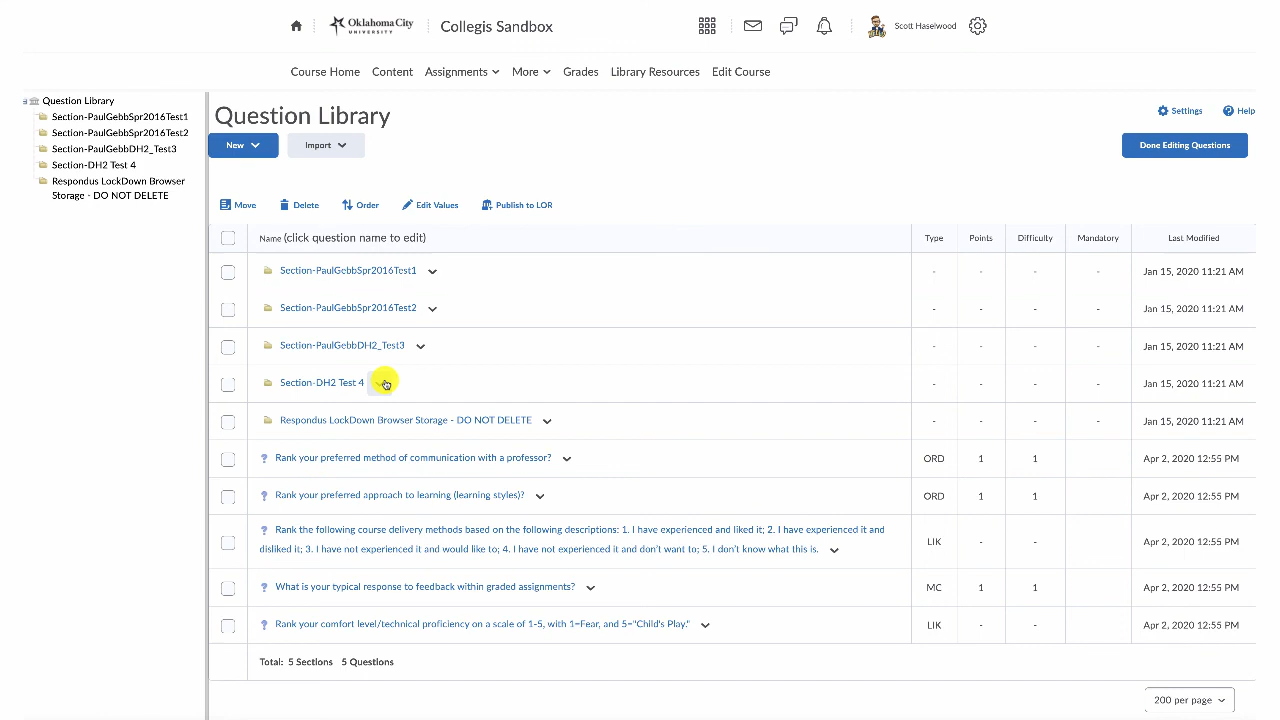 Oklahoma City
UNIVERSITY
Collegis Sandbox
Scott Haselwood
Course Home Content Assignments More Grades Library Resources Edit Course
Question Library
Section-PaulGebbSpr2016Test1
Section-PaulGebbSpr2016Test2
Section-PaulGebbDH2_Test3
Section-DH2 Test 4
Respondus LockDown Browser
Storage - DO NOT DELETE
Question Library
Settings Help
New Import Done Editing Questions
Move Delete Order Edit Values Publish to LOR
Name (click question name to edit) Type Points Difficulty Mandatory Last Modified
Section-PaulGebbSpr2016Test1 - - - - Jan 15, 2020 11:21 AM
Section-PaulGebbSpr2016Test2 - - - - Jan 15, 2020 11:21 AM
Section-PaulGebbDH2_Test3 - - - - Jan 15, 2020 11:21 AM
Section-DH2 Test 4 - - - - Jan 15, 2020 11:21 AM
Respondus LockDown Browser Storage - DO NOT DELETE - - - - Jan 15, 2020 11:21 AM
? Rank your preferred method of communication with a professor? ORD 1 1 Apr 2, 2020 12:55 PM
? Rank your preferred approach to learning (learning styles)? ORD 1 1 Apr 2, 2020 12:55 PM
? Rank the following course delivery methods based on the following descriptions: 1. I have experienced and liked it; 2. I have experienced it and
disliked it; 3. I have not experienced it and would like to; 4. I have not experienced it and don't want to; 5. I don't know what this is. LIK - - Apr 2, 2020 12:55 PM
? What is your typical response to feedback within graded assignments? MC 1 1 Apr 2, 2020 12:55 PM
? Rank your comfort level/technical proficiency on a scale of 1-5, with 1=Fear, and 5="Child's Play." LIK - - Apr 2, 2020 12:55 PM
Total: 5 Sections 5 Questions
200 per page